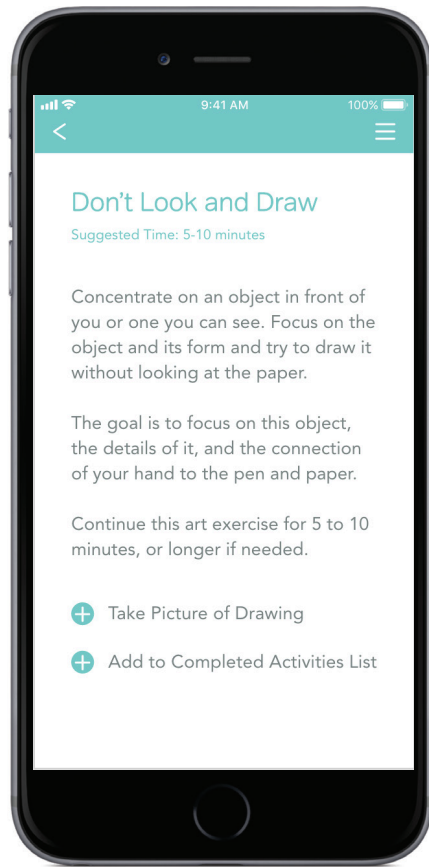 9:41 AM
100%
Don't Look and Draw
Suggested Time: 5-10 minutes
Concentrate on an object in front of
you or one you can see. Focus on the
object and its form and try to draw it
without looking at the paper.
The goal is to focus on this object,
the details of it, and the connection
of your hand to the pen and paper.
Continue this art exercise for 5 to 10
minutes, or longer if needed.
Take Picture of Drawing
Add to Completed Activities List